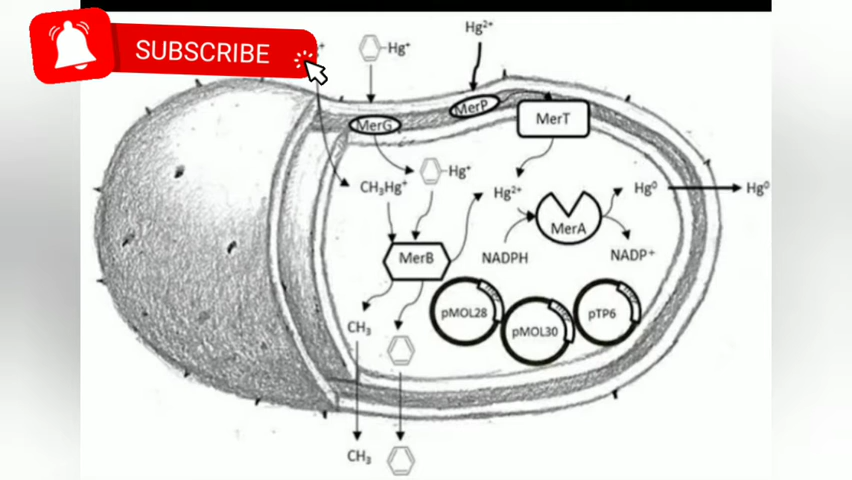 SUBSCRIBE
Hg⁺
Hg²⁺
MerG
MerP
MerT
CH₃Hg⁺
Hg⁺
Hg²⁺
Hg⁰
Hg⁰
MerA
MerB
NADPH
NADP⁺
pMOL28
pMOL30
pTP6
CH₃
CH₃